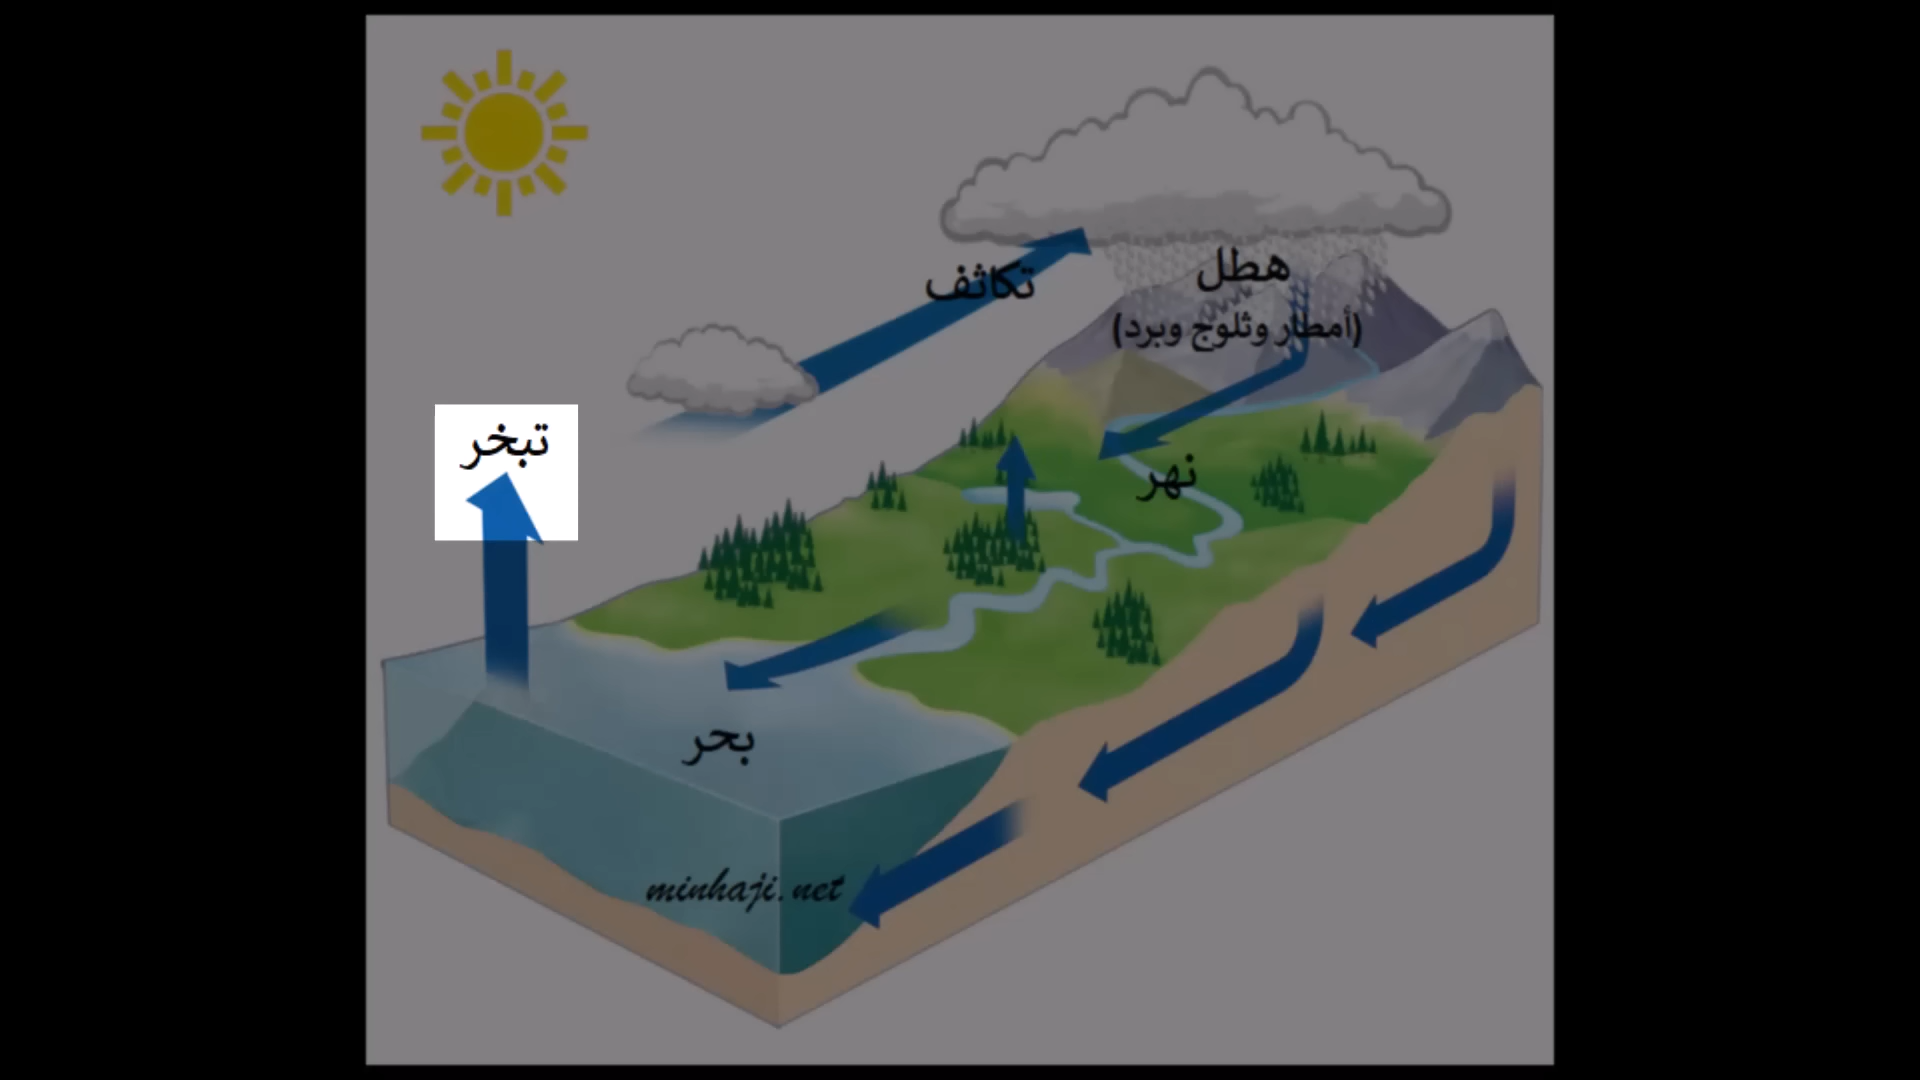 هطل
تكاثف
(أمطار وثلوج وبرد)
تبخر
نهر
بحر
minhaji.net